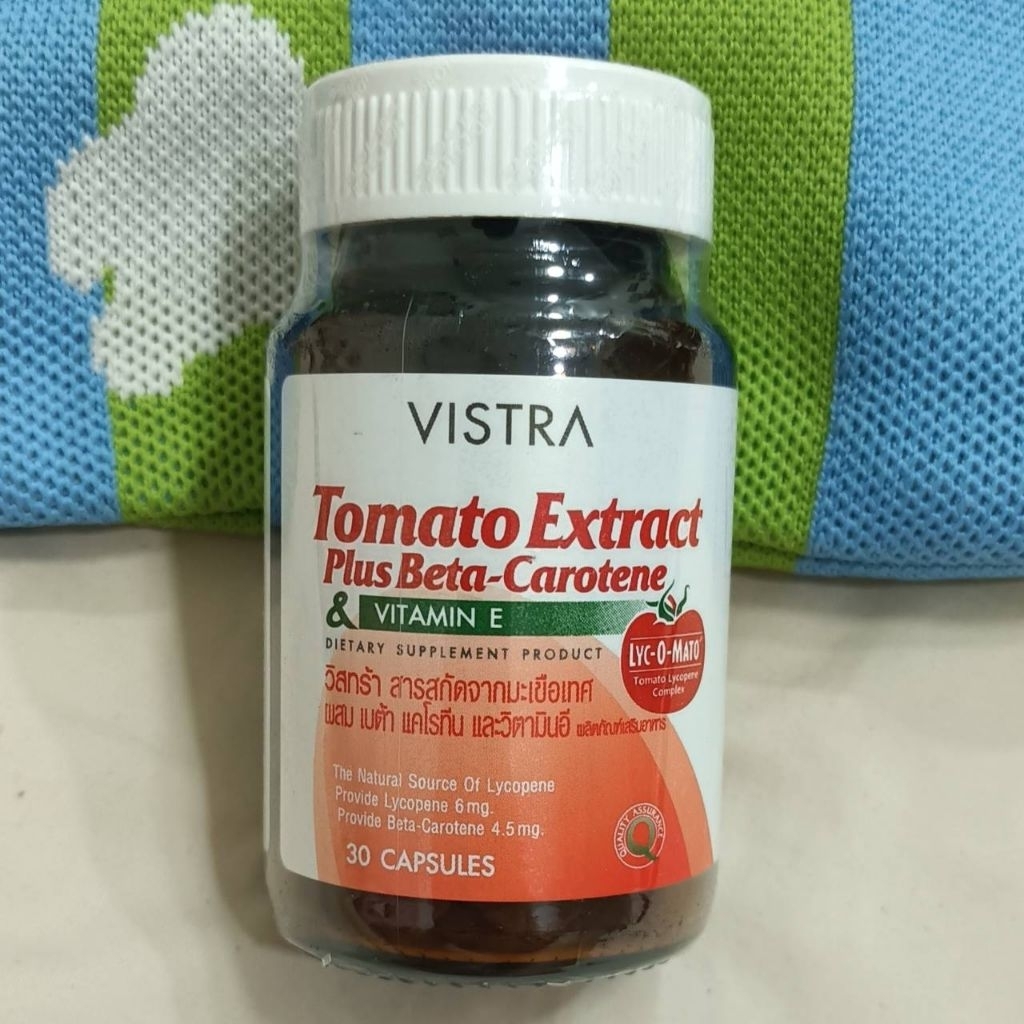 VISTRA
Tomato Extract
Plus Beta-Carotene
& VITAMIN E
DIETARY SUPPLEMENT PRODUCT
LYC-O-MATO®
Tomato Lycopene
Complex
วิสทร้า สารสกัดจากมะเขือเทศ
ผสม เบต้า แคโรทีน และวิตามินอี ผลิตภัณฑ์เสริมอาหาร
The Natural Source Of Lycopene
Provide Lycopene 6 mg.
Provide Beta-Carotene 4.5 mg.
30 CAPSULES
QUALITY ASSURANCE
Q